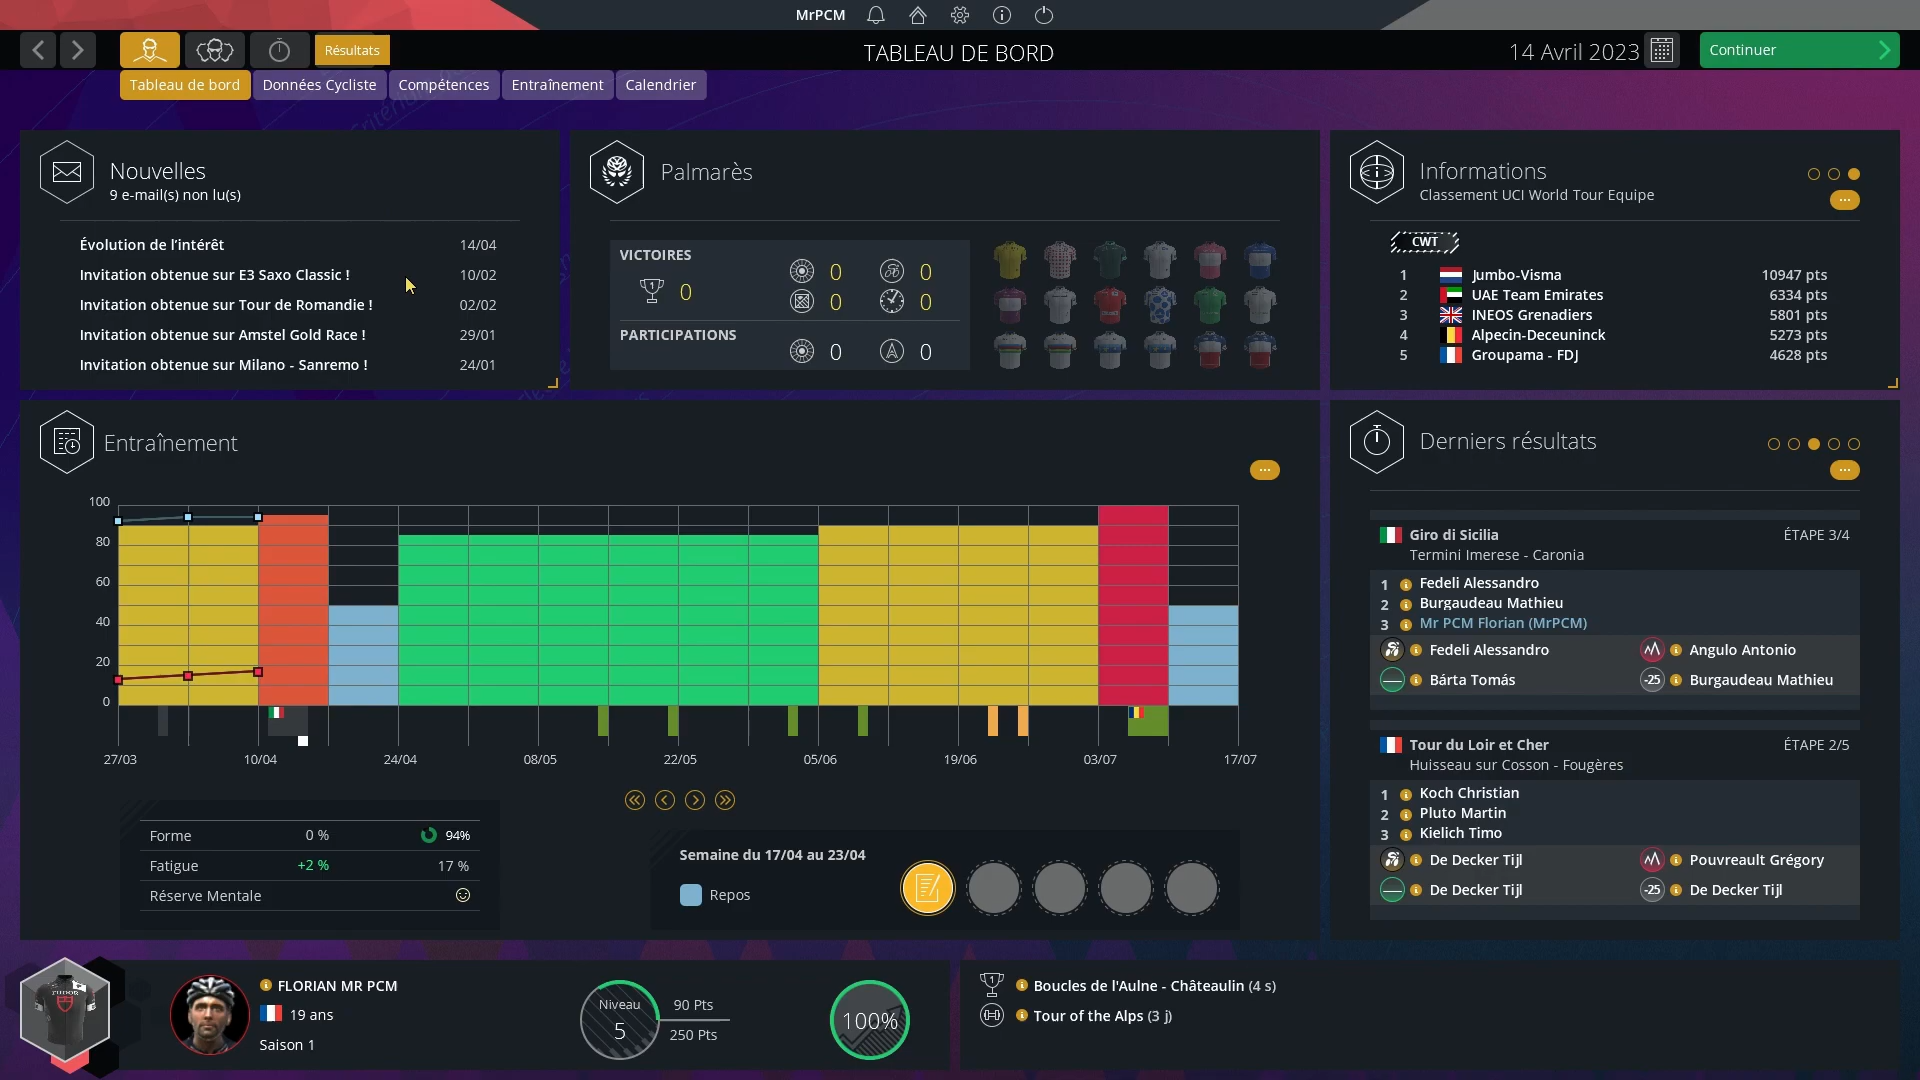 MrPCM
Résultats
TABLEAU DE BORD
14 Avril 2023
Continuer
Tableau de bord
Données Cycliste
Compétences
Entraînement
Calendrier
Nouvelles
9 e-mail(s) non lu(s)
Évolution de l'intérêt 14/04
Invitation obtenue sur E3 Saxo Classic ! 10/02
Invitation obtenue sur Tour de Romandie ! 02/02
Invitation obtenue sur Amstel Gold Race ! 29/01
Invitation obtenue sur Milano - Sanremo ! 24/01
Palmarès
VICTOIRES
1 0
0 0
0 0
PARTICIPATIONS
0 0
Informations
Classement UCI World Tour Equipe
CWT
1 Jumbo-Visma 10947 pts
2 UAE Team Emirates 6334 pts
3 INEOS Grenadiers 5801 pts
4 Alpecin-Deceuninck 5273 pts
5 Groupama - FDJ 4628 pts
Entraînement
100
80
60
40
20
0
27/03 10/04 24/04 08/05 22/05 05/06 19/06 03/07 17/07
Forme 0 % 94%
Fatigue +2 % 17 %
Réserve Mentale
Semaine du 17/04 au 23/04
Repos
Derniers résultats
Giro di Sicilia ÉTAPE 3/4
Termini Imerese - Caronia
1 Fedeli Alessandro
2 Burgaudeau Mathieu
3 Mr PCM Florian (MrPCM)
Fedeli Alessandro Angulo Antonio
Bárta Tomás -25 Burgaudeau Mathieu
Tour du Loir et Cher ÉTAPE 2/5
Huisseau sur Cosson - Fougères
1 Koch Christian
2 Pluto Martin
3 Kielich Timo
De Decker Tijl Pouvreault Grégory
De Decker Tijl -25 De Decker Tijl
TUDOR
FLORIAN MR PCM
19 ans
Saison 1
Niveau
5
90 Pts
250 Pts
100%
1 Boucles de l'Aulne - Châteaulin (4 s)
Tour of the Alps (3 j)